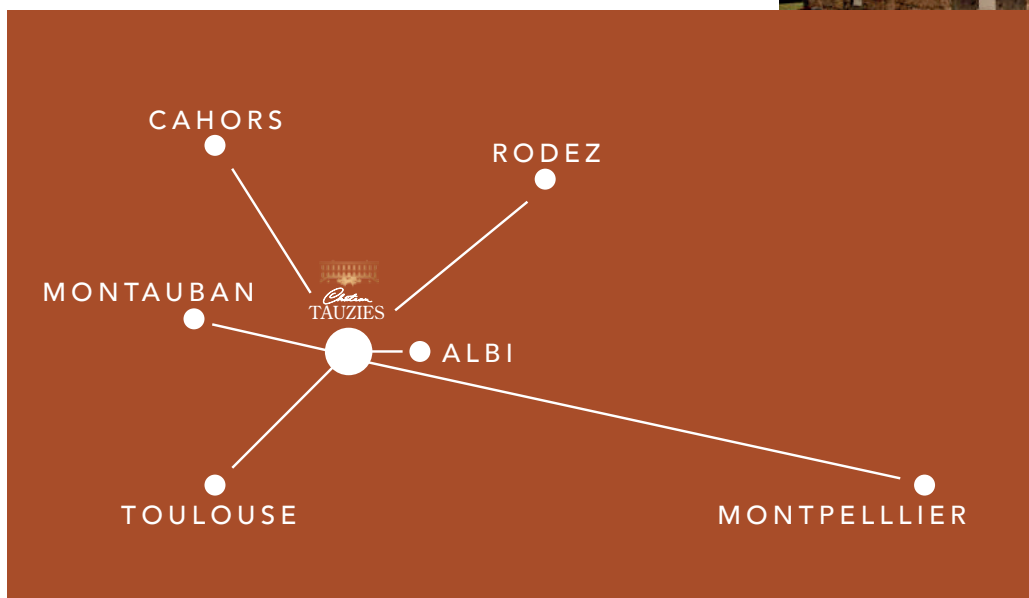 CAHORS
RODEZ
MONTAUBAN
Château
TAUZIES
ALBI
TOULOUSE
MONTPELLLIER